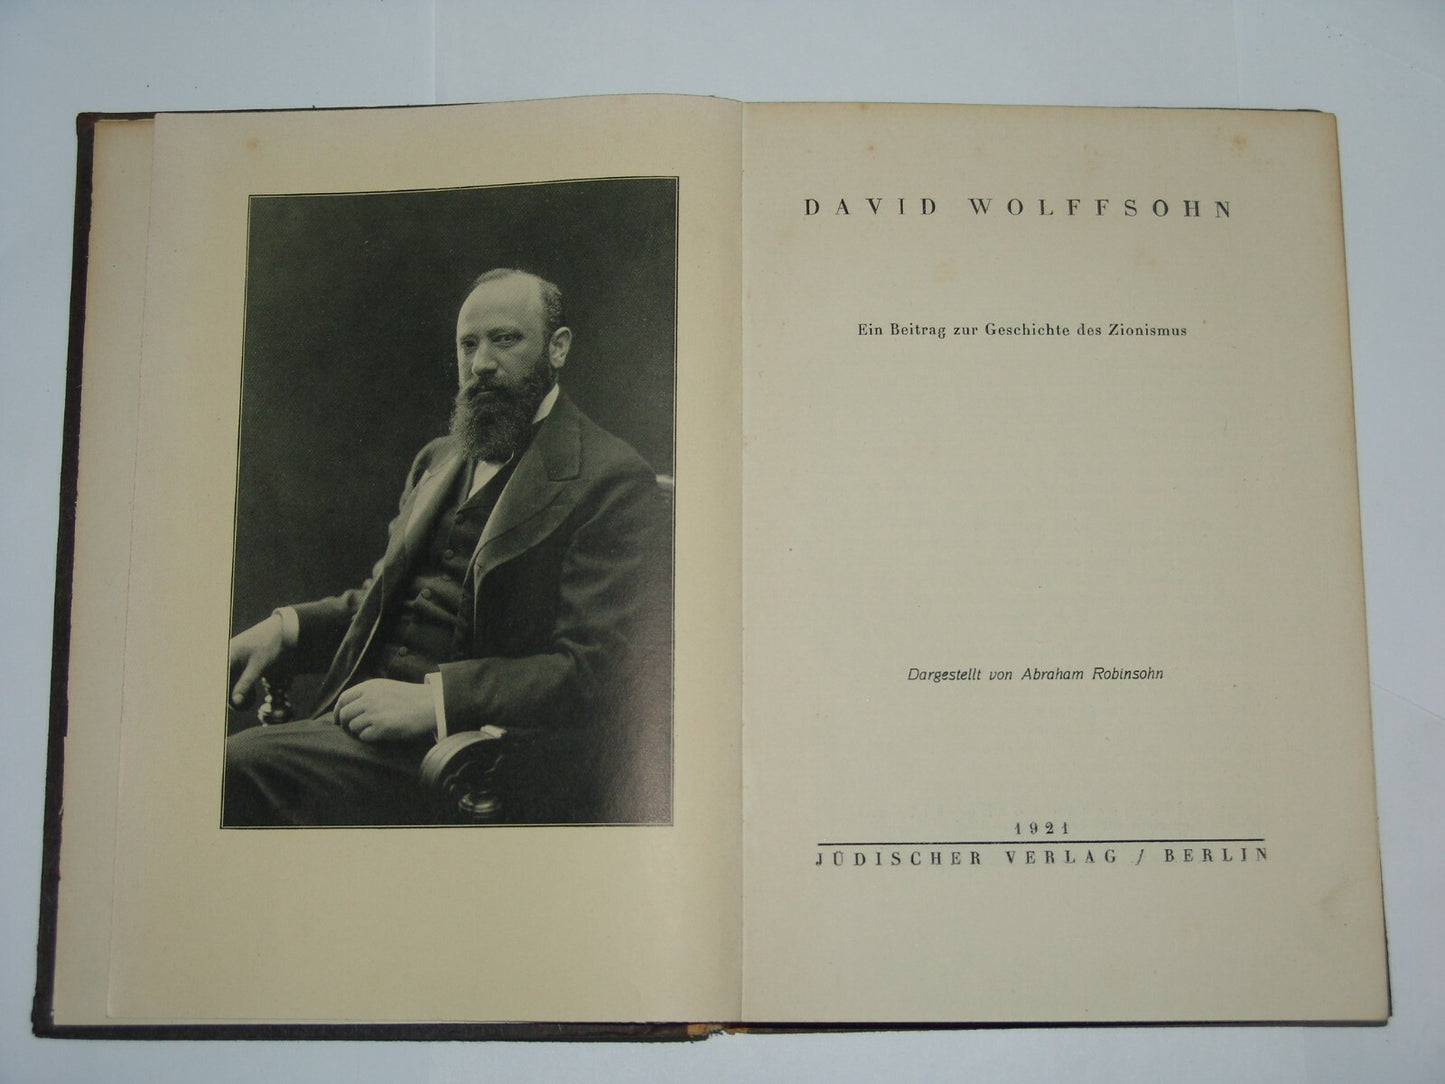 DAVID WOLFFSOHN
Ein Beitrag zur Geschichte des Zionismus
Dargestellt von Abraham Robinsohn
1921
JÜDISCHER VERLAG / BERLIN